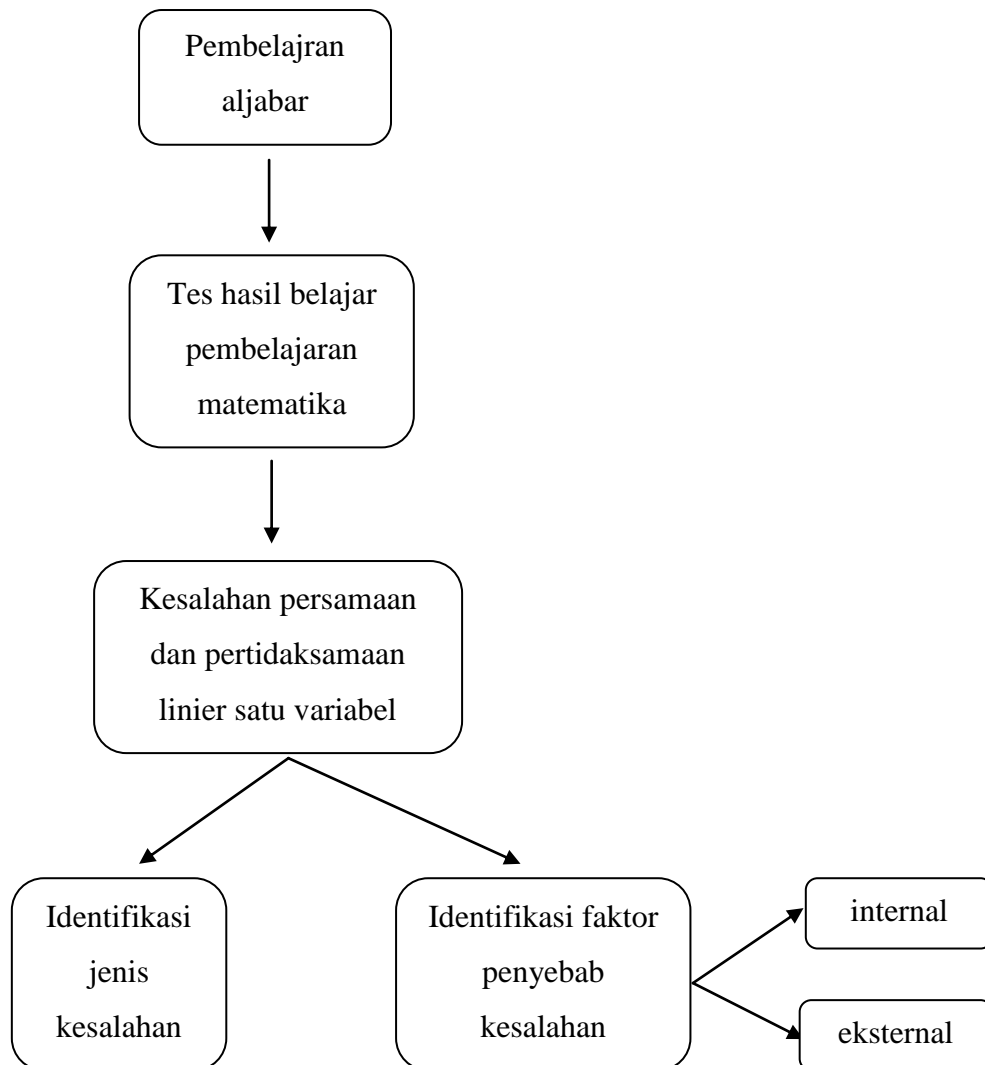 Pembelajran
aljabar
Tes hasil belajar
pembelajaran
matematika
Kesalahan persamaan
dan pertidaksamaan
linier satu variabel
Identifikasi
jenis
kesalahan
Identifikasi faktor
penyebab
kesalahan
internal
eksternal